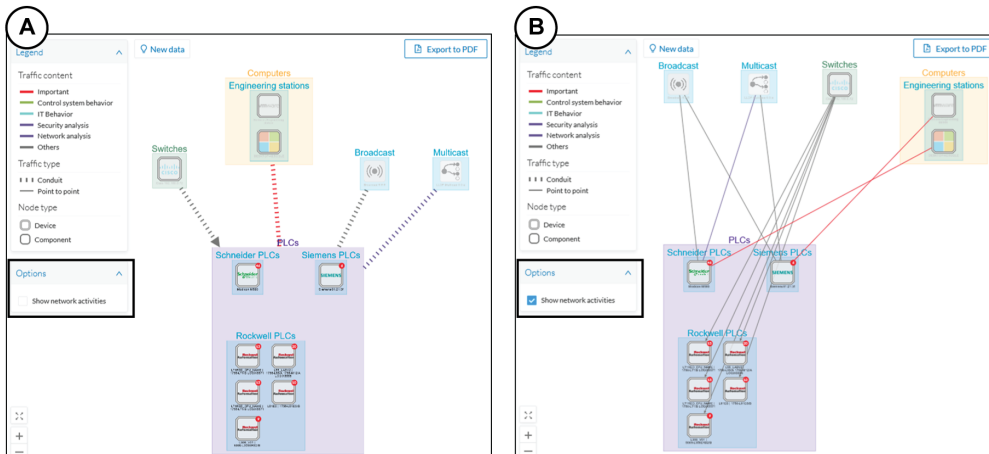 A
Legend
New data
Export to PDF
Traffic content
Important
Control system behavior
IT Behavior
Security analysis
Network analysis
Others
Traffic type
Conduit
Point to point
Node type
Device
Component
Options
Show network activities
Computers
Engineering stations
Switches
Broadcast
Multicast
PLCs
Schneider PLCs
Siemens PLCs
SIEMENS
Rockwell PLCs
B
Legend
New data
Export to PDF
Traffic content
Important
Control system behavior
IT Behavior
Security analysis
Network analysis
Others
Traffic type
Conduit
Point to point
Node type
Device
Component
Options
Show network activities
Broadcast
Multicast
Switches
Computers
Engineering stations
PLCs
Schneider PLCs
Siemens PLCs
SIEMENS
Rockwell PLCs